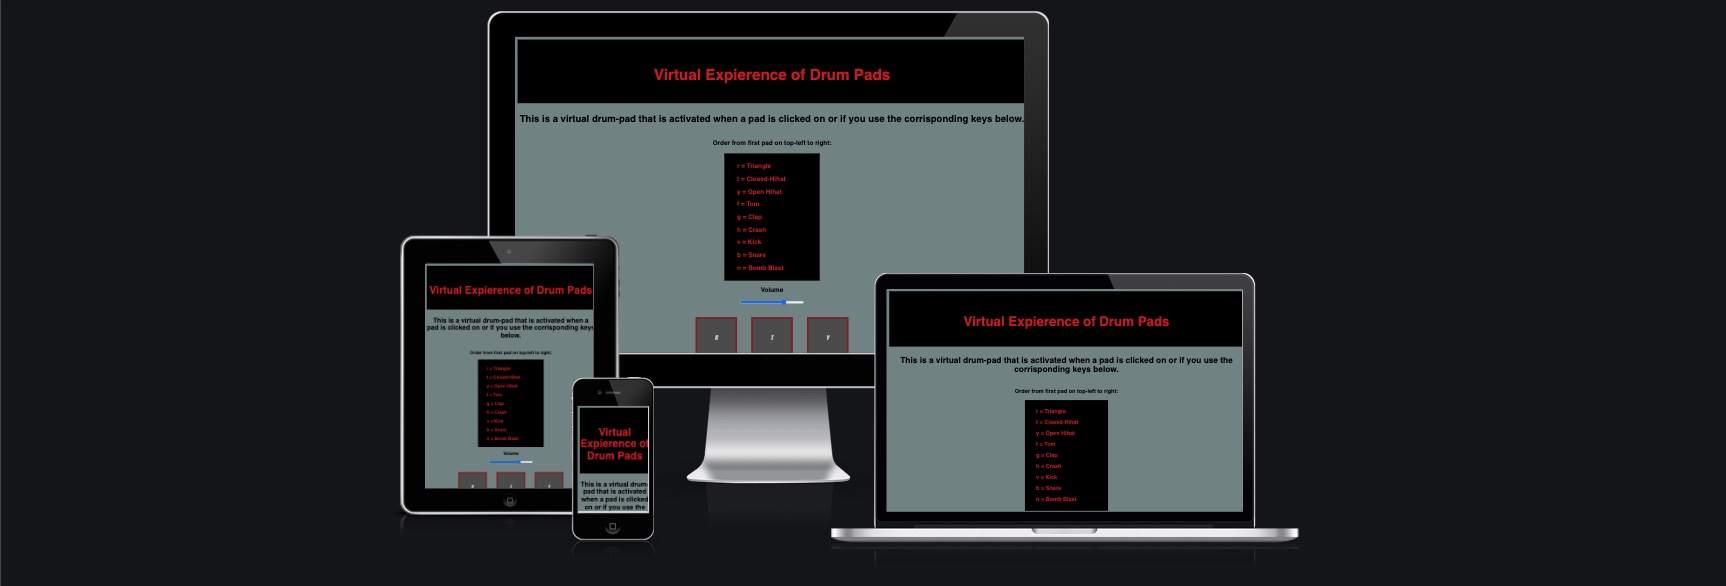 Virtual Expierence of Drum Pads
This is a virtual drum-pad that is activated when a pad is clicked on or if you use the corrisponding keys below.
Order from first pad on top-left to right:
r = Triangle
t = Closed-Hihat
y = Open Hihat
f = Tom
g = Clap
h = Crash
v = Kick
b = Snare
n = Bomb Blast
Volume
R T Y
Virtual Expierence of Drum Pads
This is a virtual drum-pad that is activated when a
pad is clicked on or if you use the corrisponding keys
below.
Order from first pad on top-left to right:
r = Triangle
t = Closed-Hihat
y = Open Hihat
f = Tom
g = Clap
h = Crash
v = Kick
b = Snare
n = Bomb Blast
Volume
Virtual
Expierence of
Drum Pads
This is a virtual drum-
pad that is activated
when a pad is clicked
on or if you use the
Virtual Expierence of Drum Pads
This is a virtual drum-pad that is activated when a pad is clicked on or if you use the
corrisponding keys below.
Order from first pad on top-left to right:
r = Triangle
t = Closed-Hihat
y = Open Hihat
f = Tom
g = Clap
h = Crash
v = Kick
b = Snare
n = Bomb Blast